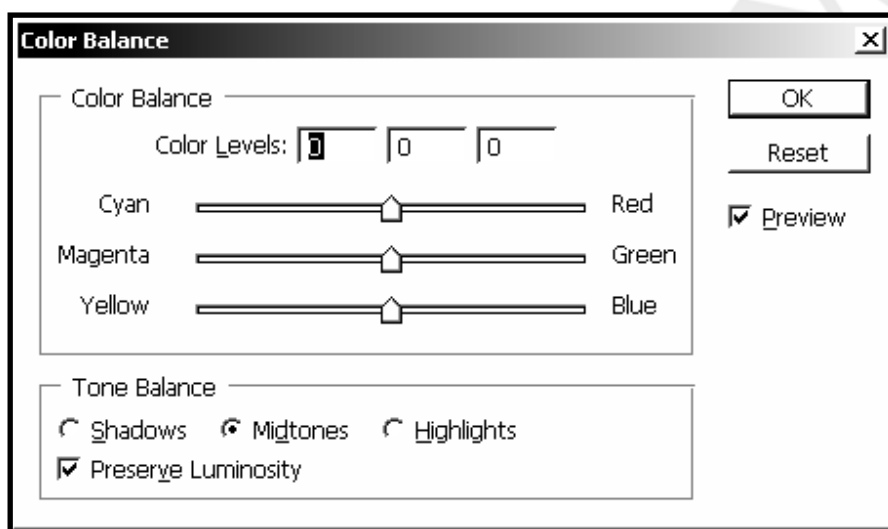 Color Balance
Color Balance
OK
Color Levels: 0 0 0
Reset
Cyan Red
Preview
Magenta Green
Yellow Blue
Tone Balance
Shadows Midtones Highlights
Preserve Luminosity